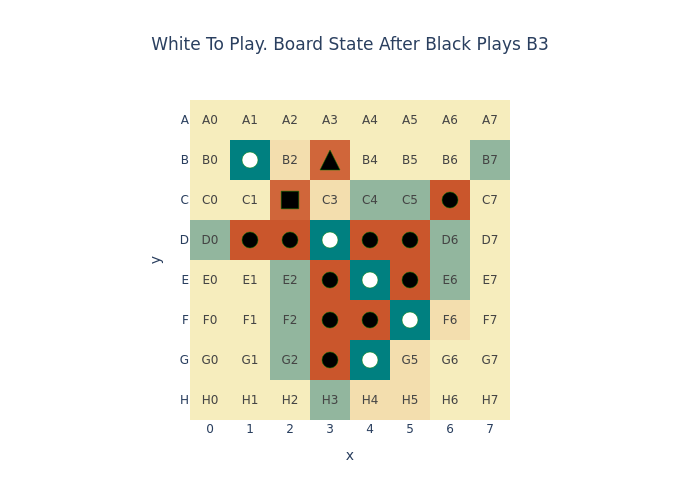 White To Play. Board State After Black Plays B3
A A0 A1 A2 A3 A4 A5 A6 A7
B B0 B2 B4 B5 B6 B7
C C0 C1 C3 C4 C5 C7
D D0 D6 D7
E E0 E1 E2 E6 E7
F F0 F1 F2 F6 F7
G G0 G1 G2 G5 G6 G7
H H0 H1 H2 H3 H4 H5 H6 H7
0 1 2 3 4 5 6 7
x
y